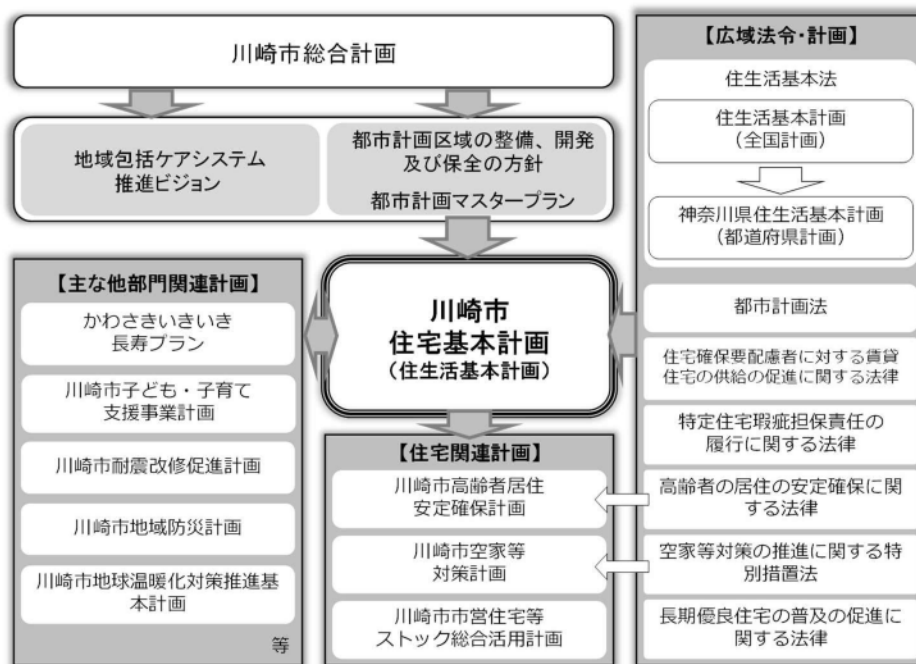 川崎市総合計画
地域包括ケアシステム
推進ビジョン
都市計画区域の整備、開発
及び保全の方針
都市計画マスタープラン
【主な他部門関連計画】
かわさきいきいき
長寿プラン
川崎市子ども・子育て
支援事業計画
川崎市耐震改修促進計画
川崎市地域防災計画
川崎市地球温暖化対策推進基
本計画
等
川崎市
住宅基本計画
（住生活基本計画）
【住宅関連計画】
川崎市高齢者居住
安定確保計画
川崎市空家等
対策計画
川崎市市営住宅等
ストック総合活用計画
【広域法令・計画】
住生活基本法
住生活基本計画
（全国計画）
神奈川県住生活基本計画
（都道府県計画）
都市計画法
住宅確保要配慮者に対する賃貸
住宅の供給の促進に関する法律
特定住宅瑕疵担保責任の
履行に関する法律
高齢者の居住の安定確保に関
する法律
空家等対策の推進に関する特
別措置法
長期優良住宅の普及の促進に
関する法律